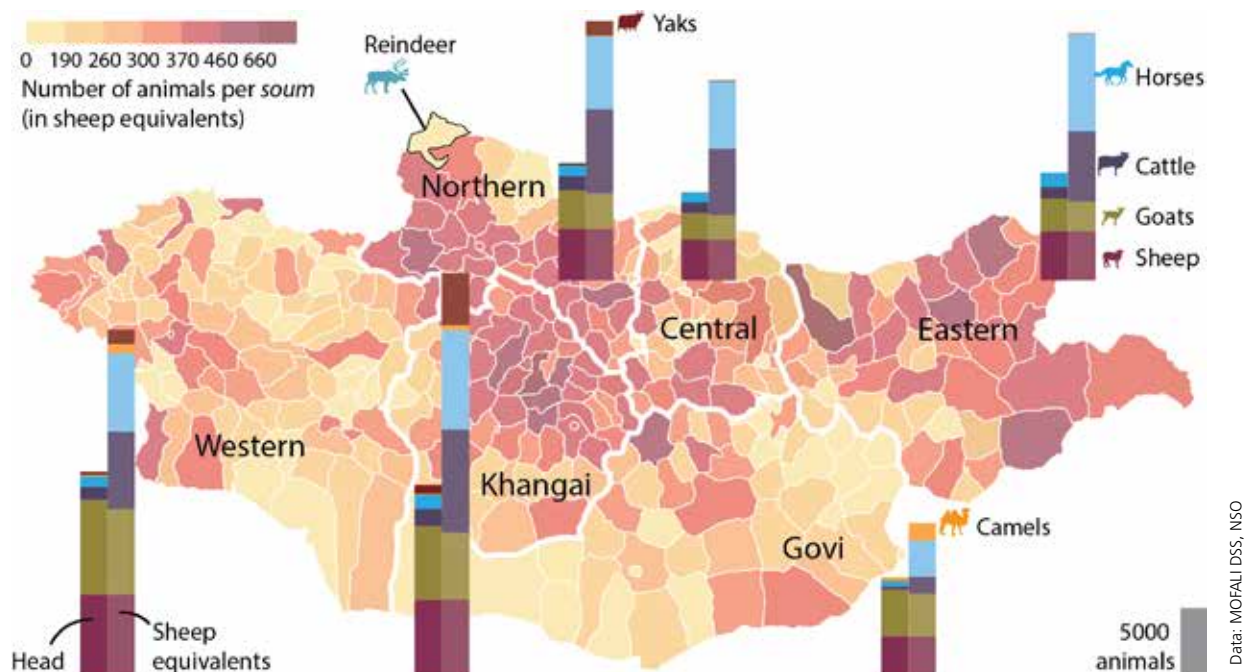 0 190 260 300 370 460 660
Number of animals per soum
(in sheep equivalents)
Reindeer
Yaks
Horses
Cattle
Goats
Sheep
Northern
Central
Eastern
Western
Khangai
Govi
Camels
Head
Sheep
equivalents
5000
animals
Data: MOFALI DSS, NSO